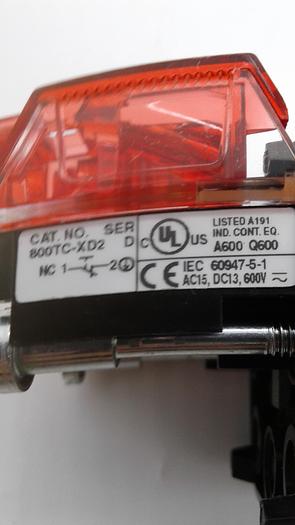 CAT. NO. SER
800TC-XD2 D
NC 1 2
C UL US
LISTED A191
IND. CONT. EQ.
A600 Q600
CE IEC 60947-5-1
AC15, DC13, 600V